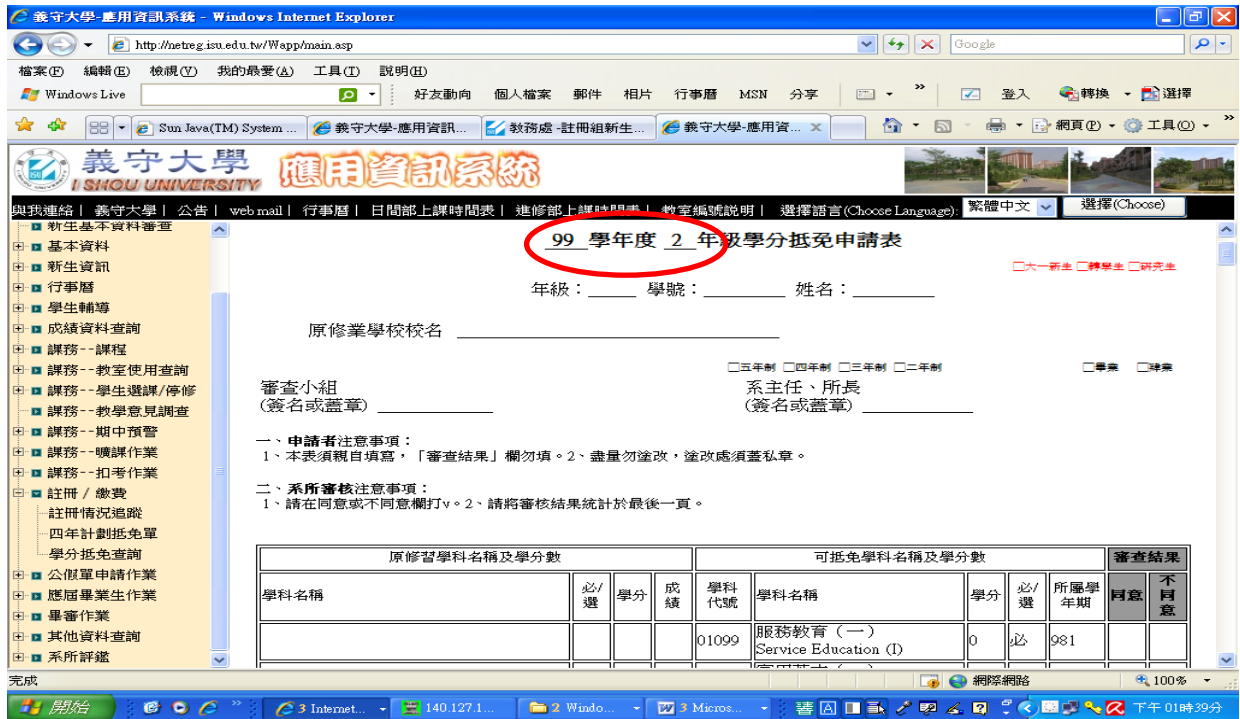 義守大學-應用資訊系統 - Windows Internet Explorer
http://netreg.isu.edu.tw/Wapp/main.asp
Google
檔案(F) 編輯(E) 檢視(V) 我的最愛(A) 工具(T) 說明(H)
Windows Live 好友動向 個人檔案 郵件 相片 行事曆 MSN 分享 » 登入 轉換 選擇
Sun Java(TM) System ... 義守大學-應用資訊... 教務處 -註冊組新生... 義守大學-應用資... 網頁(P) 工具(O) »
義守大學 I SHOU UNIVERSITY 應用資訊系統
與我連絡 | 義守大學 | 公告 | web mail | 行事曆 | 日間部上課時間表 | 進修部上課時間表 | 教室編號說明 | 選擇語言(Choose Language): 繁體中文 選擇(Choose)
新生基本資料審查
基本資料
新生資訊
行事曆
學生輔導
成績資料查詢
課務--課程
課務--教室使用查詢
課務--學生選課/停修
課務--教學意見調查
課務--期中預警
課務--曠課作業
課務--扣考作業
註冊 / 繳費
註冊情況追蹤
四年計劃抵免單
學分抵免查詢
公假單申請作業
應屆畢業生作業
畢審作業
其他資料查詢
系所評鑑
99 學年度 2 年級學分抵免申請表
□大一新生 □轉學生 □研究生
年級：_____ 學號：________ 姓名：________
原修業學校校名
□五年制 □四年制 □三年制 □二年制 □畢業 □肄業
審查小組 系主任、所長
(簽名或蓋章) (簽名或蓋章)
一、申請者注意事項：
1、本表須親自填寫，「審查結果」欄勿填。2、盡量勿塗改，塗改處須蓋私章。
二、系所審核注意事項：
1、請在同意或不同意欄打v。2、請將審核結果統計於最後一頁。
原修習學科名稱及學分數 可抵免學科名稱及學分數 審查結果
學科名稱 必/選 學分 成績 學科代號 學科名稱 學分 必/選 所屬學年期 同意 不同意
01099 服務教育（一） 0 必 981
Service Education (I)
完成 網際網路 100%
開始 » 3 Internet... 140.127.1... 2 Windo... 3 Micros... 下午 01時39分